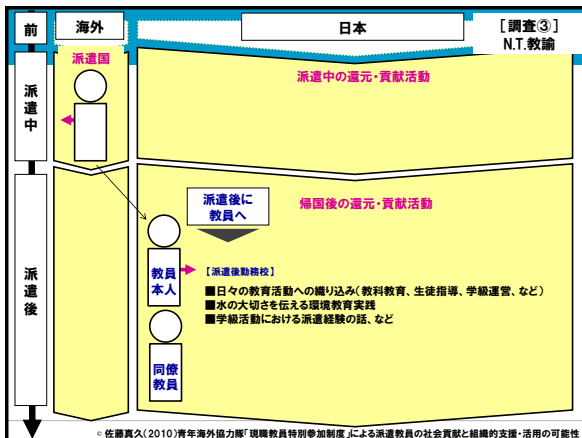 前
海外
日本
[調査③]
N.T.教諭
派遣国
派遣中の還元・貢献活動
派遣中
派遣後に
教員へ
帰国後の還元・貢献活動
派遣後
教員
本人
【派遣後勤務校】
■日々の教育活動への織り込み(教科教育、生徒指導、学級運営、など)
■水の大切さを伝える環境教育実践
■学級活動における派遣経験の話、など
同僚
教員
© 佐藤真久(2010)青年海外協力隊「現職教員特別参加制度」による派遣教員の社会貢献と組織的支援・活用の可能性